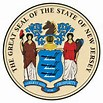 THE GREAT SEAL OF THE STATE OF NEW JERSEY